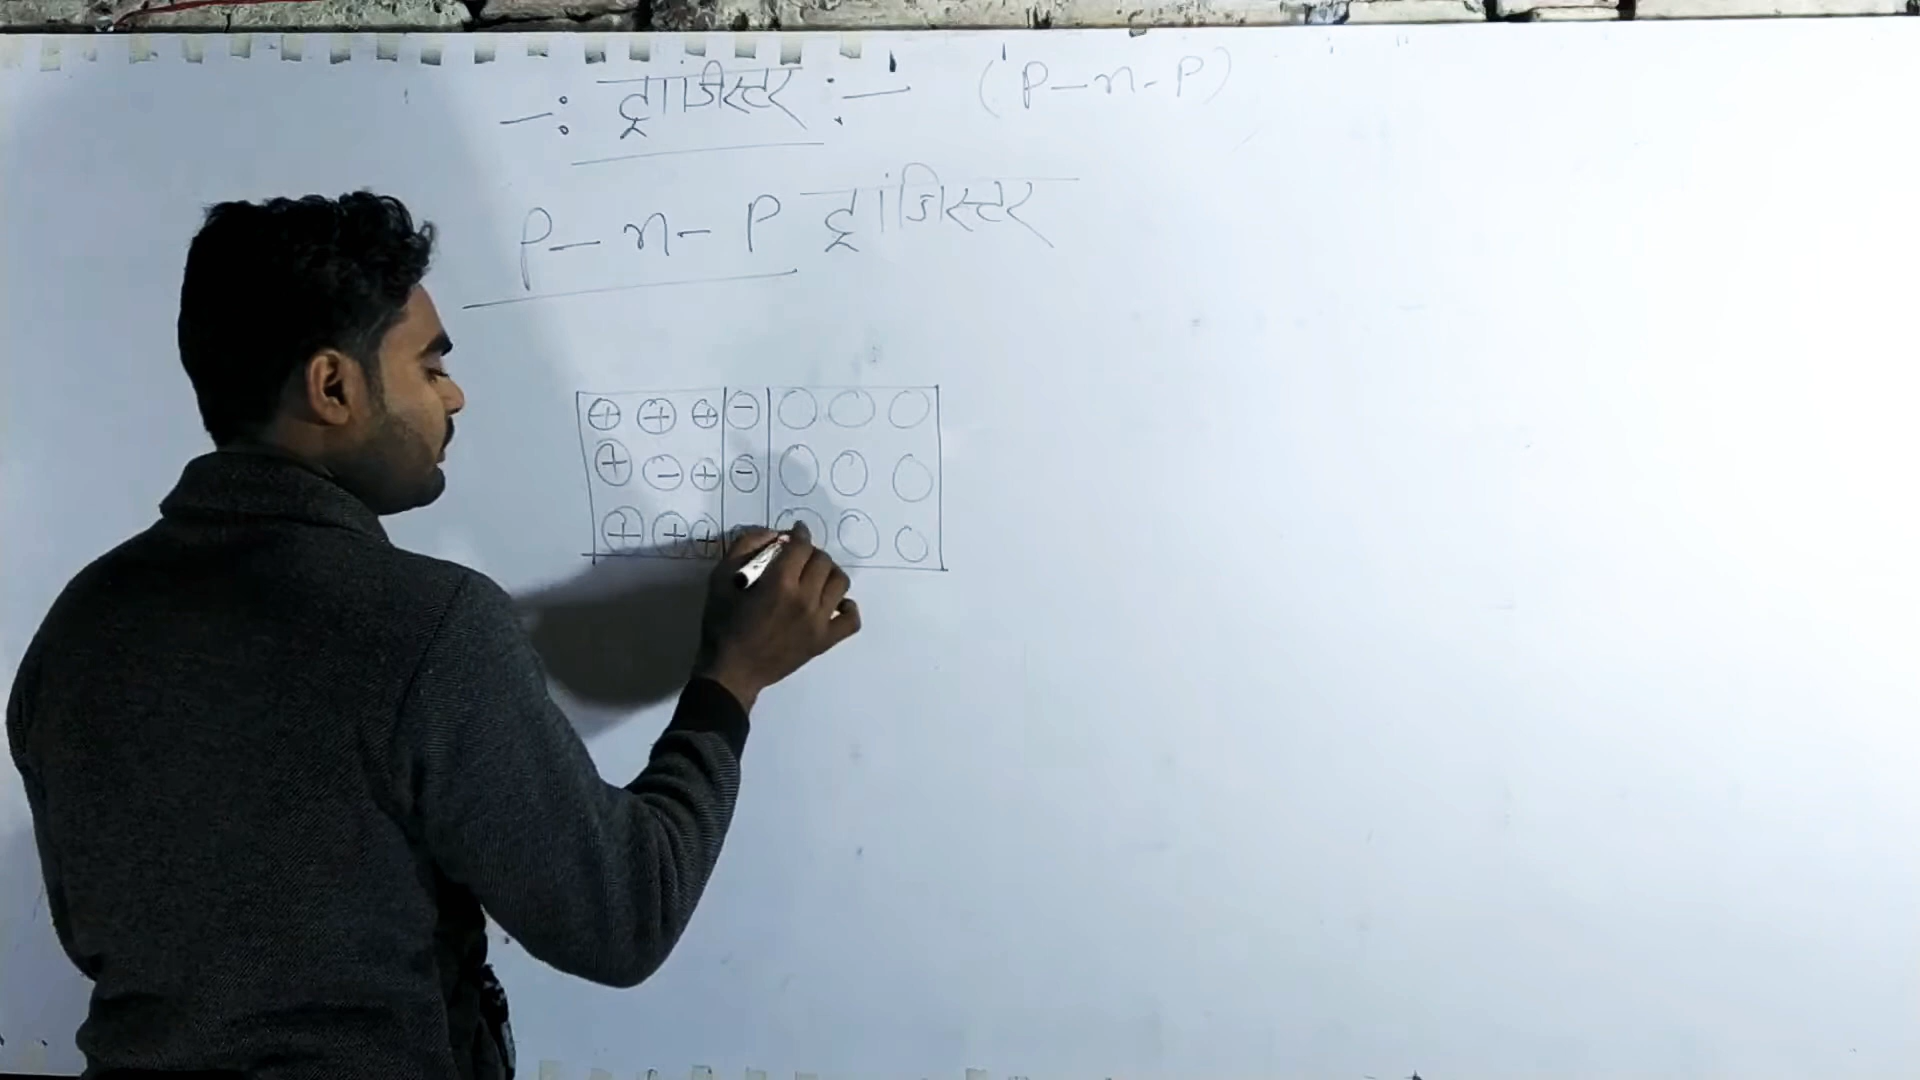 -: ट्रांजिस्टर :- (P-n-P)
P-n-P ट्रांजिस्टर
+ + + -
+ - + -
+ + +